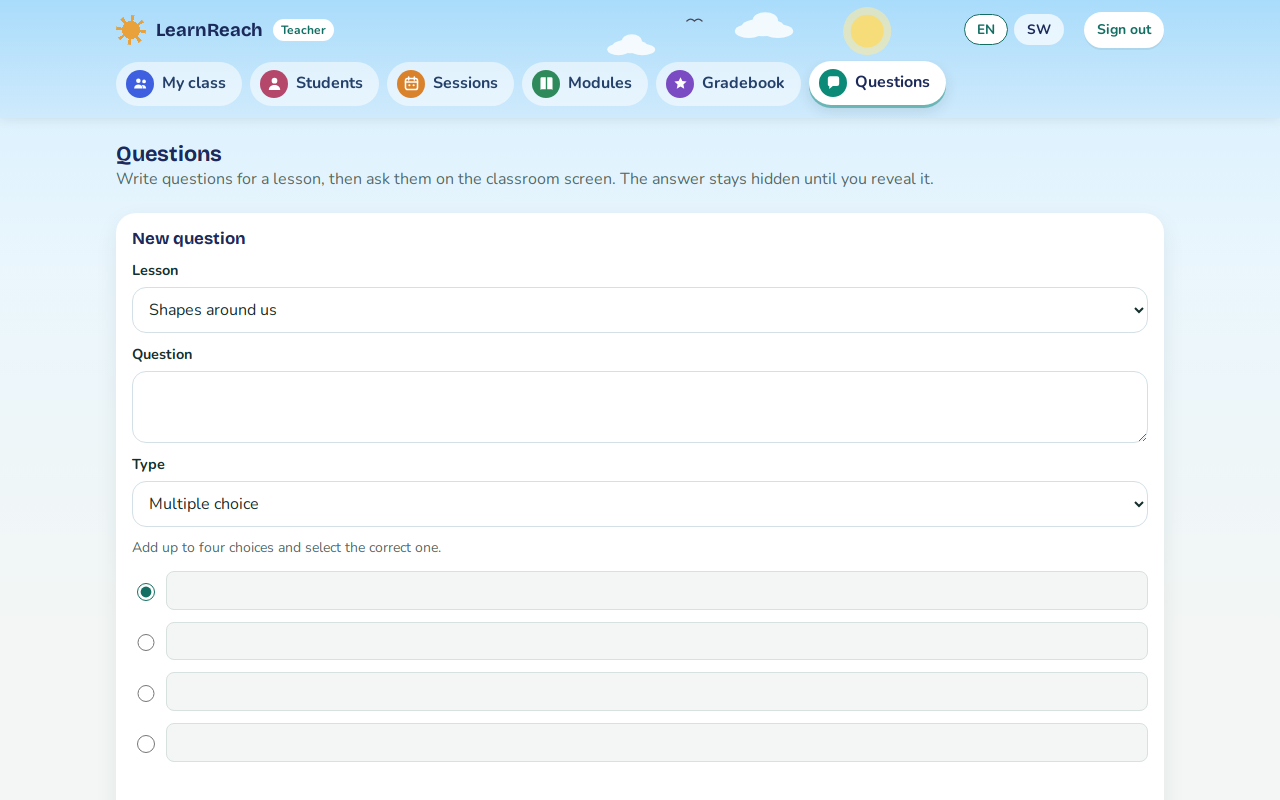 LearnReach
Teacher
EN
SW
Sign out
My class
Students
Sessions
Modules
Gradebook
Questions
Questions
Write questions for a lesson, then ask them on the classroom screen. The answer stays hidden until you reveal it.
New question
Lesson
Shapes around us
Question
Type
Multiple choice
Add up to four choices and select the correct one.